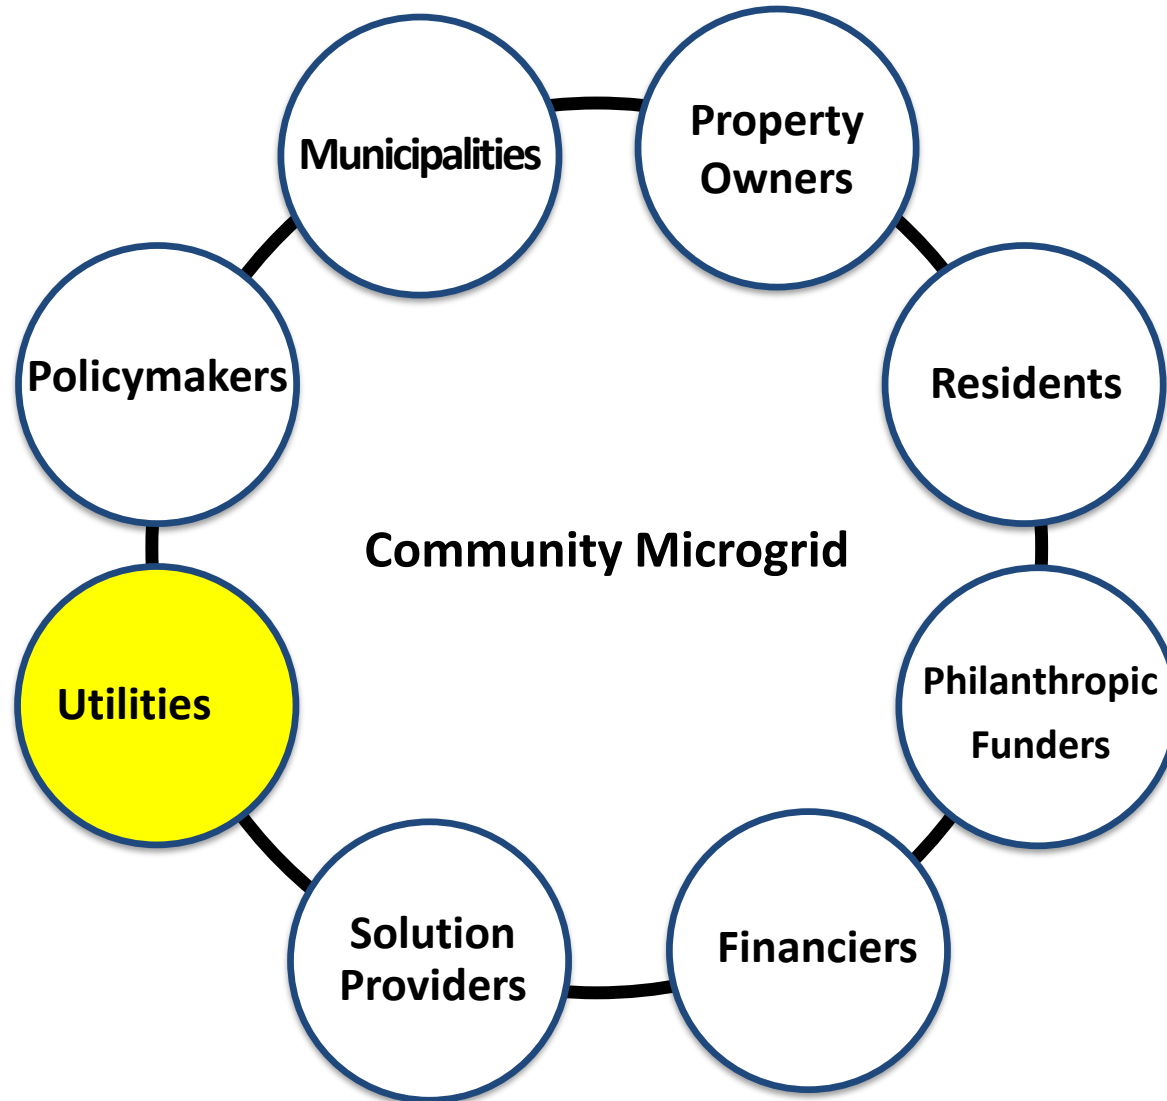 Municipalities
Property
Owners
Policymakers
Residents
Community Microgrid
Utilities
Philanthropic
Funders
Solution
Providers
Financiers